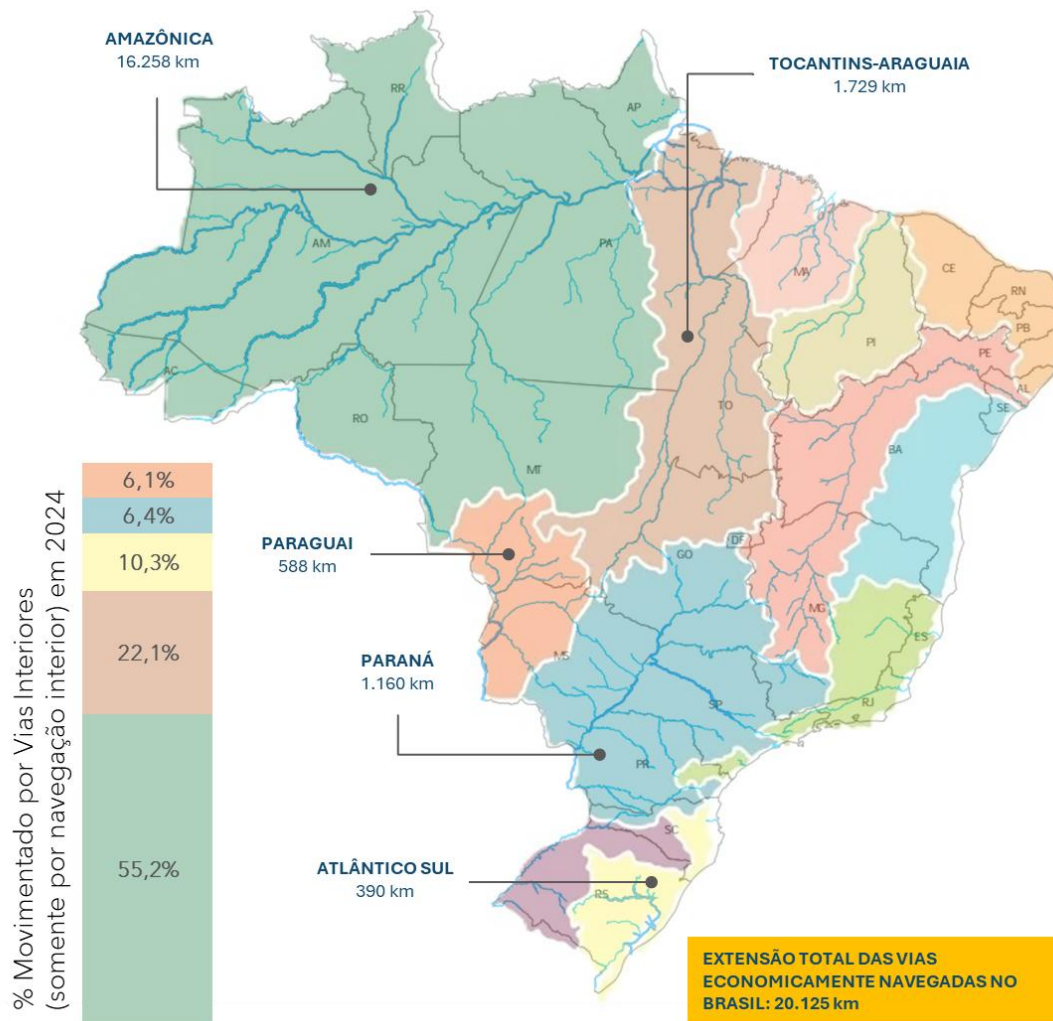 AMAZÔNICA
16.258 km
TOCANTINS-ARAGUAIA
1.729 km
RR
AP
AM
PA
MA
CE
RN
PB
PI
PE
AL
AC
SE
RO
TO
BA
MT
6,1%
6,4%
10,3%
22,1%
55,2%
% Movimentado por Vias Interiores
(somente por navegação interior) em 2024
PARAGUAI
588 km
GO
DF
MG
ES
MS
PARANÁ
1.160 km
SP
RJ
PR
SC
ATLÂNTICO SUL
390 km
RS
EXTENSÃO TOTAL DAS VIAS
ECONOMICAMENTE NAVEGADAS NO
BRASIL: 20.125 km